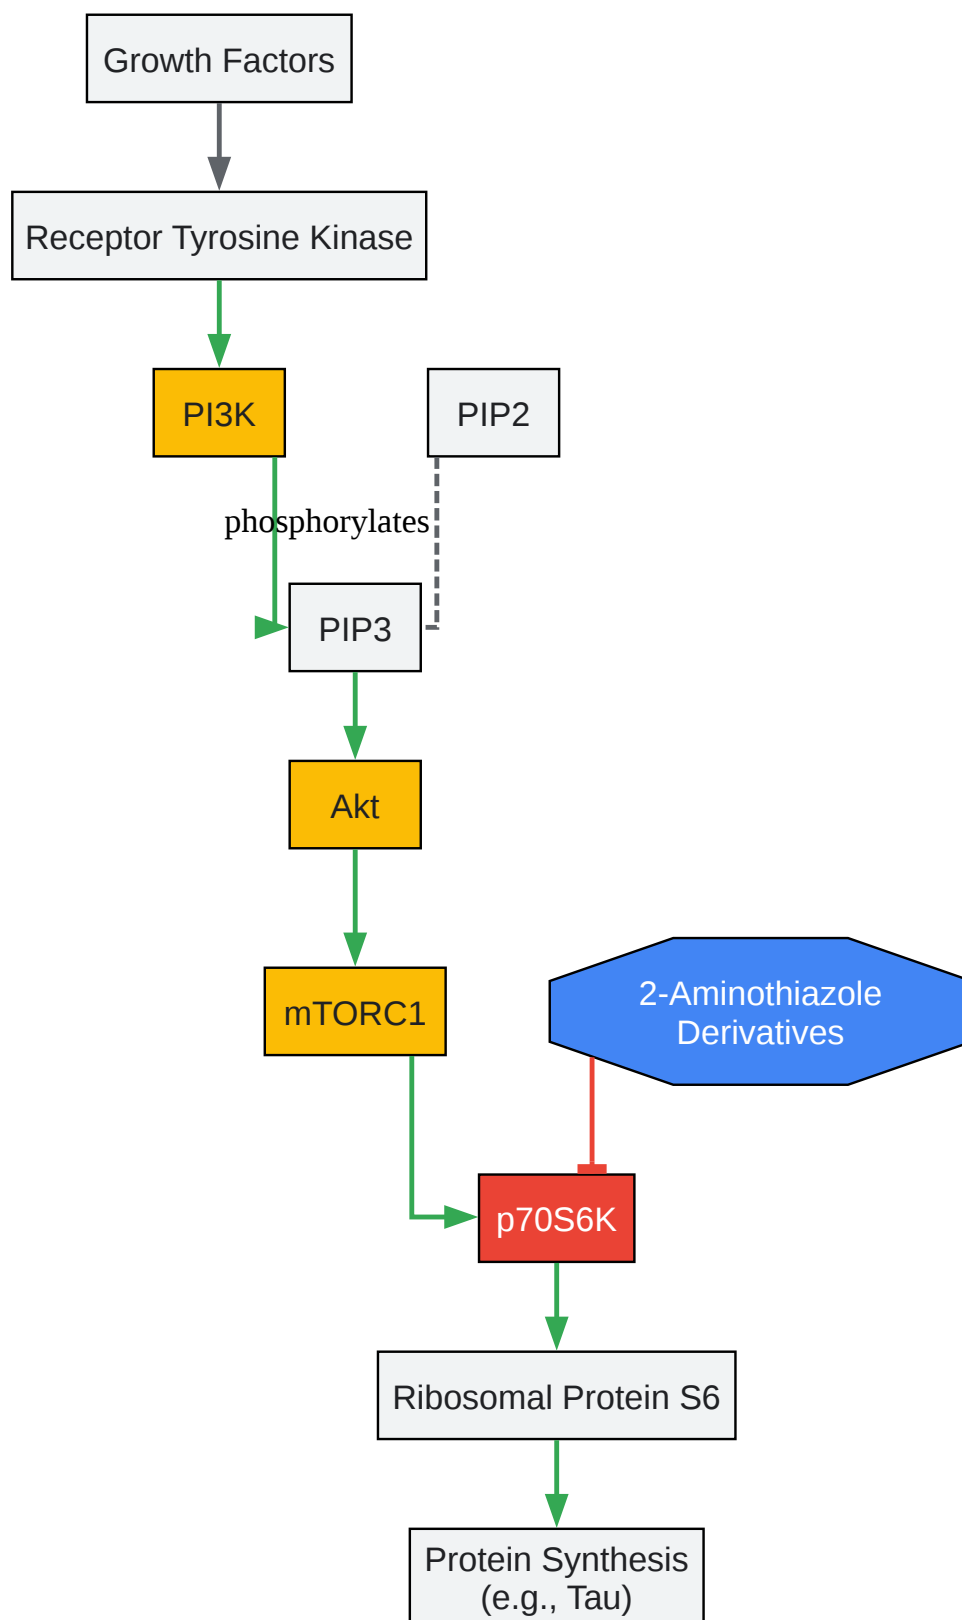 Growth Factors
Receptor Tyrosine Kinase
PI3K
PIP2
phosphorylates
PIP3
Akt
mTORC1
2-Aminothiazole
Derivatives
p70S6K
Ribosomal Protein S6
Protein Synthesis
(e.g., Tau)